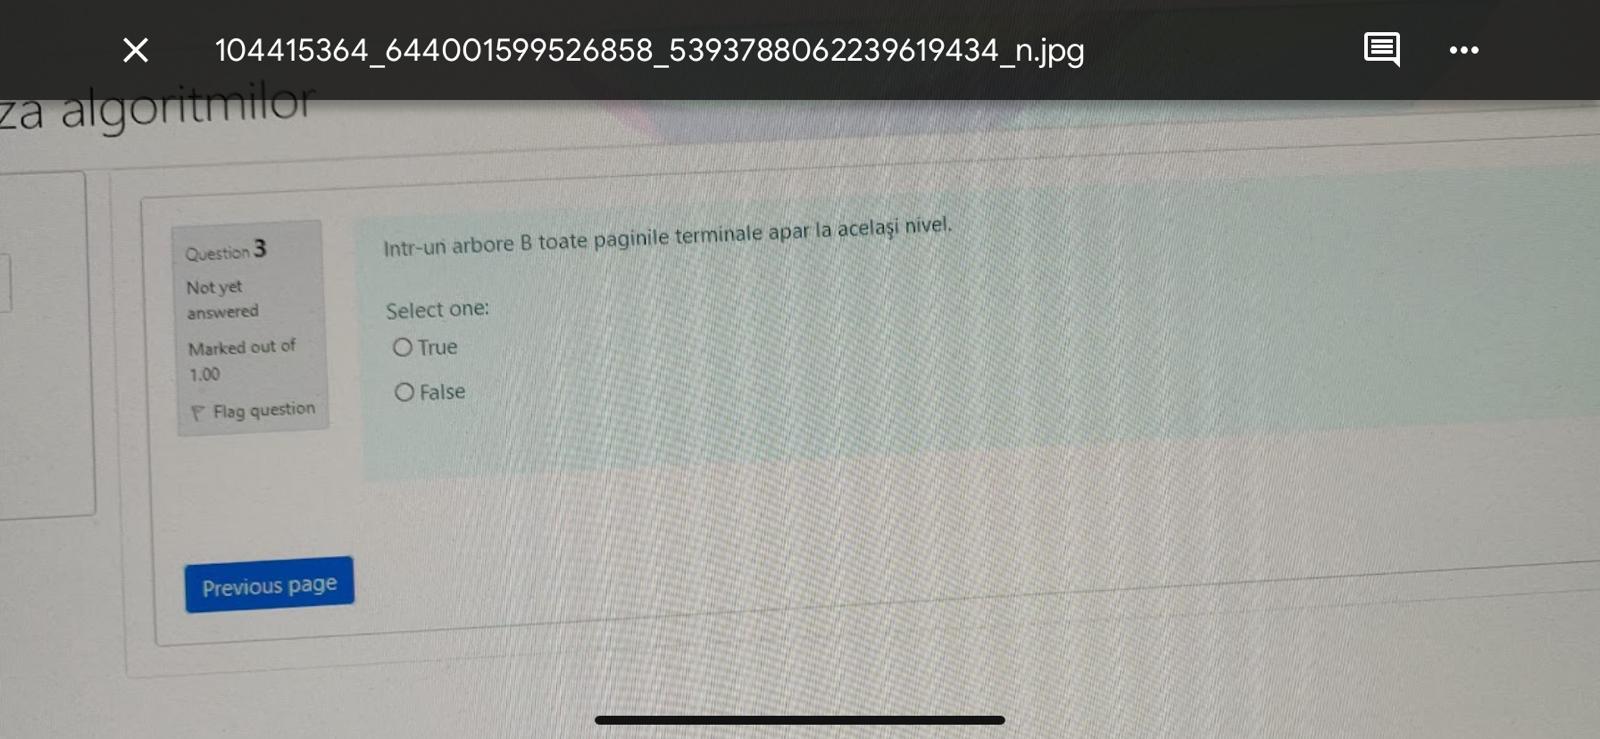 104415364_644001599526858_5393788062239619434_n.jpg
za algoritmilor
Question 3
Not yet
answered
Marked out of
1.00
Flag question
Intr-un arbore B toate paginile terminale apar la același nivel.
Select one:
True
False
Previous page